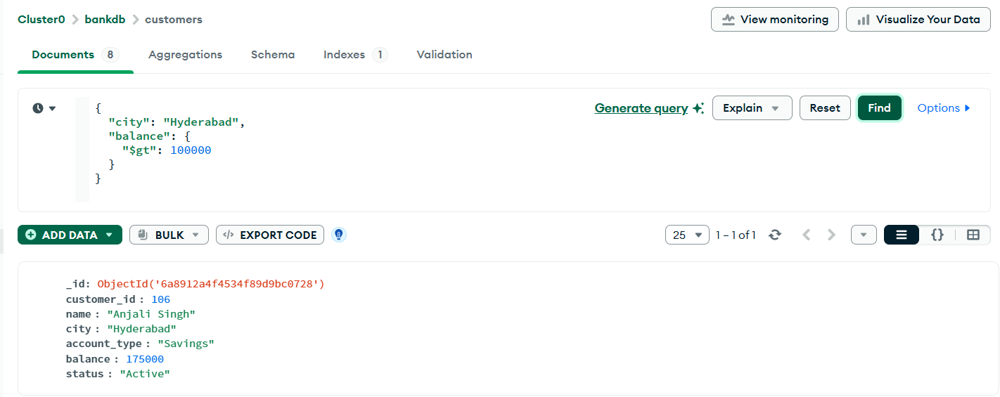 Cluster0 > bankdb > customers View monitoring Visualize Your Data
Documents 8 Aggregations Schema Indexes 1 Validation
{ Generate query Explain Reset Find Options
"city": "Hyderabad",
"balance": {
"$gt": 100000
}
}
ADD DATA BULK </> EXPORT CODE 25 1 – 1 of 1 {}
_id: ObjectId('6a8912a4f4534f89d9bc0728')
customer_id : 106
name : "Anjali Singh"
city : "Hyderabad"
account_type : "Savings"
balance : 175000
status : "Active"